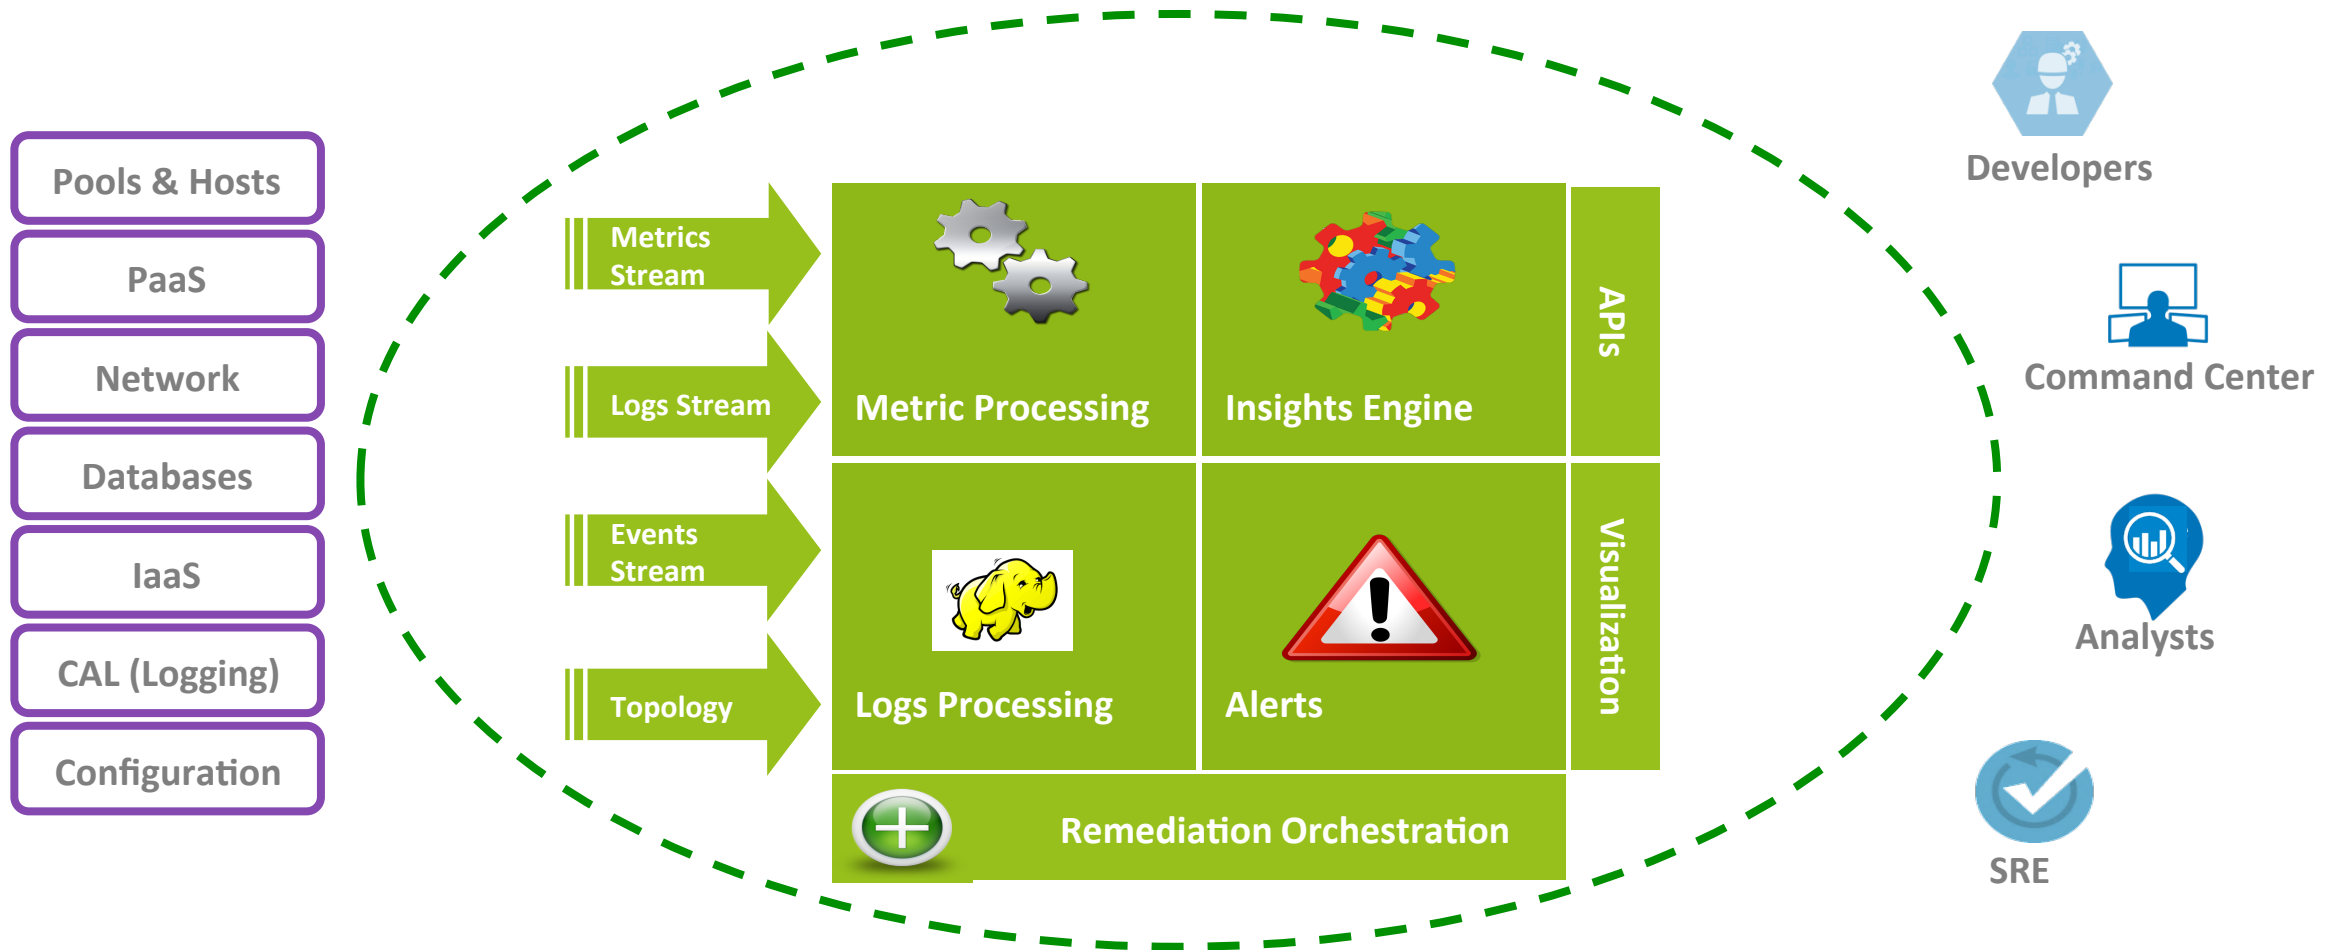 Pools & Hosts
PaaS
Network
Databases
IaaS
CAL (Logging)
Configuration
Metrics
Stream
Logs Stream
Events
Stream
Topology
Metric Processing
Insights Engine
APIs
Logs Processing
Alerts
Visualization
Remediation Orchestration
Developers
Command Center
Analysts
SRE